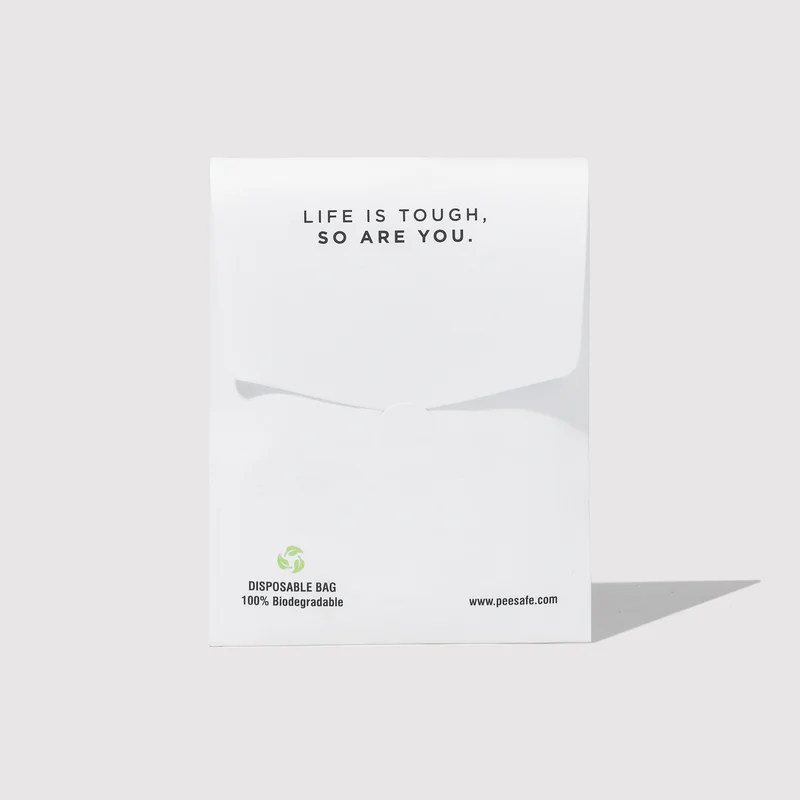 LIFE IS TOUGH,
SO ARE YOU.
DISPOSABLE BAG
100% Biodegradable
www.peesafe.com